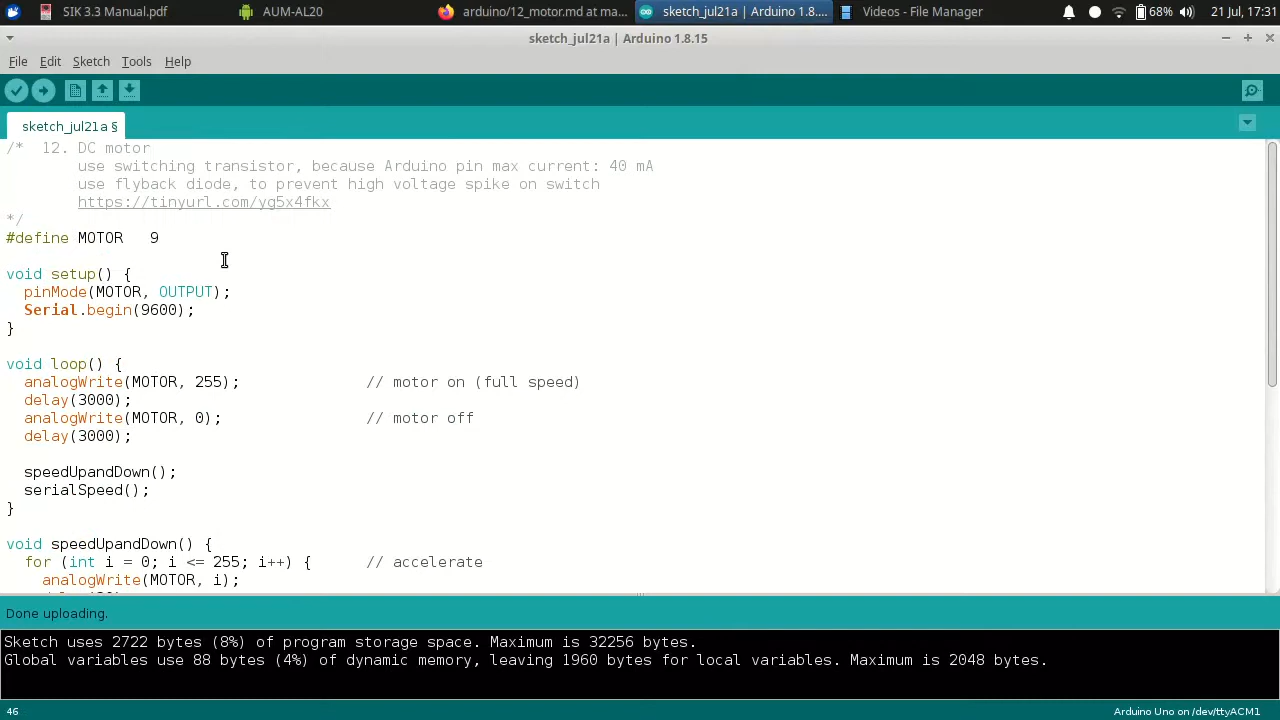 SIK 3.3 Manual.pdf
AUM-AL20
arduino/12_motor.md at ma...
sketch_jul21a | Arduino 1.8....
Videos - File Manager
68%
21 Jul, 17:31
sketch_jul21a | Arduino 1.8.15
File Edit Sketch Tools Help
sketch_jul21a §
/*  12. DC motor
        use switching transistor, because Arduino pin max current: 40 mA
        use flyback diode, to prevent high voltage spike on switch
        https://tinyurl.com/yg5x4fkx
*/
#define MOTOR   9
void setup() {
  pinMode(MOTOR, OUTPUT);
  Serial.begin(9600);
}
void loop() {
  analogWrite(MOTOR, 255);              // motor on (full speed)
  delay(3000);
  analogWrite(MOTOR, 0);                // motor off
  delay(3000);
  speedUpandDown();
  serialSpeed();
}
void speedUpandDown() {
  for (int i = 0; i <= 255; i++) {      // accelerate
    analogWrite(MOTOR, i);
Done uploading.
Sketch uses 2722 bytes (8%) of program storage space. Maximum is 32256 bytes.
Global variables use 88 bytes (4%) of dynamic memory, leaving 1960 bytes for local variables. Maximum is 2048 bytes.
46
Arduino Uno on /dev/ttyACM1